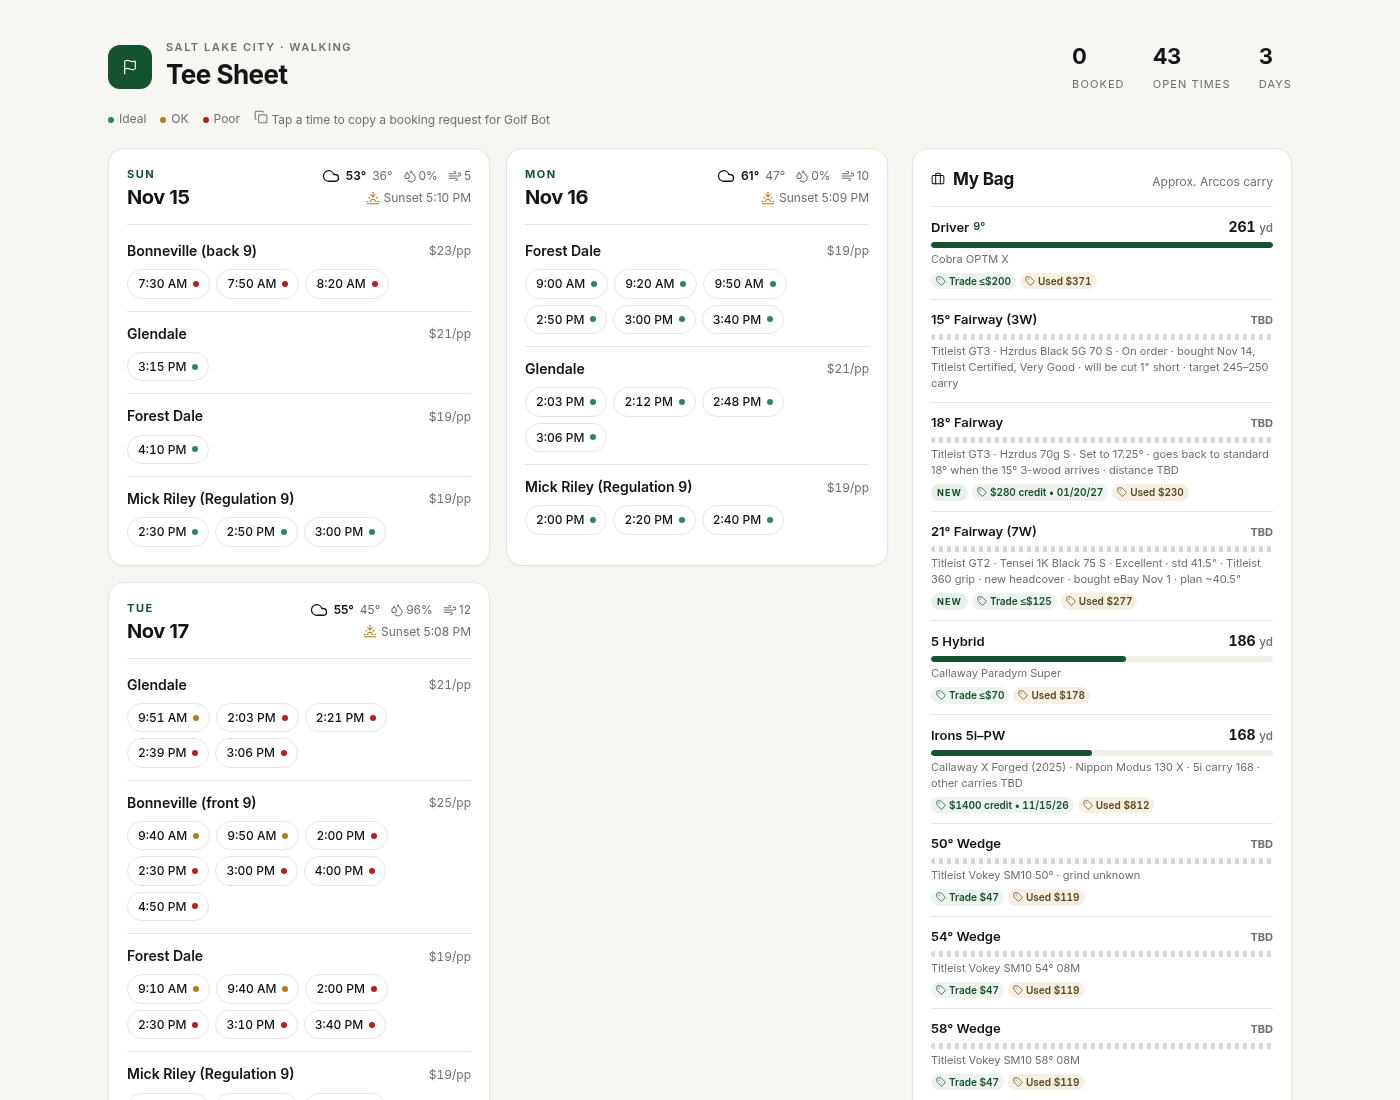 SALT LAKE CITY · WALKING
Tee Sheet
0
BOOKED
43
OPEN TIMES
3
DAYS
Ideal
OK
Poor
Tap a time to copy a booking request for Golf Bot
SUN
Nov 15
53° 36° 0% 5
Sunset 5:10 PM
Bonneville (back 9) $23/pp
7:30 AM 7:50 AM 8:20 AM
Glendale $21/pp
3:15 PM
Forest Dale $19/pp
4:10 PM
Mick Riley (Regulation 9) $19/pp
2:30 PM 2:50 PM 3:00 PM
MON
Nov 16
61° 47° 0% 10
Sunset 5:09 PM
Forest Dale $19/pp
9:00 AM 9:20 AM 9:50 AM
2:50 PM 3:00 PM 3:40 PM
Glendale $21/pp
2:03 PM 2:12 PM 2:48 PM
3:06 PM
Mick Riley (Regulation 9) $19/pp
2:00 PM 2:20 PM 2:40 PM
TUE
Nov 17
55° 45° 96% 12
Sunset 5:08 PM
Glendale $21/pp
9:51 AM 2:03 PM 2:21 PM
2:39 PM 3:06 PM
Bonneville (front 9) $25/pp
9:40 AM 9:50 AM 2:00 PM
2:30 PM 3:00 PM 4:00 PM
4:50 PM
Forest Dale $19/pp
9:10 AM 9:40 AM 2:00 PM
2:30 PM 3:10 PM 3:40 PM
Mick Riley (Regulation 9) $19/pp
My Bag Approx. Arccos carry
Driver 9° 261 yd
Cobra OPTM X
Trade ≤$200 Used $371
15° Fairway (3W) TBD
Titleist GT3 · Hzrdus Black 5G 70 S · On order · bought Nov 14,
Titleist Certified, Very Good · will be cut 1" short · target 245–250
carry
18° Fairway TBD
Titleist GT3 · Hzrdus 70g S · Set to 17.25° · goes back to standard
18° when the 15° 3-wood arrives · distance TBD
NEW $280 credit • 01/20/27 Used $230
21° Fairway (7W) TBD
Titleist GT2 · Tensei 1K Black 75 S · Excellent · std 41.5" · Titleist
360 grip · new headcover · bought eBay Nov 1 · plan ~40.5"
NEW Trade ≤$125 Used $277
5 Hybrid 186 yd
Callaway Paradym Super
Trade ≤$70 Used $178
Irons 5i–PW 168 yd
Callaway X Forged (2025) · Nippon Modus 130 X · 5i carry 168 ·
other carries TBD
$1400 credit • 11/15/26 Used $812
50° Wedge TBD
Titleist Vokey SM10 50° · grind unknown
Trade $47 Used $119
54° Wedge TBD
Titleist Vokey SM10 54° 08M
Trade $47 Used $119
58° Wedge TBD
Titleist Vokey SM10 58° 08M
Trade $47 Used $119